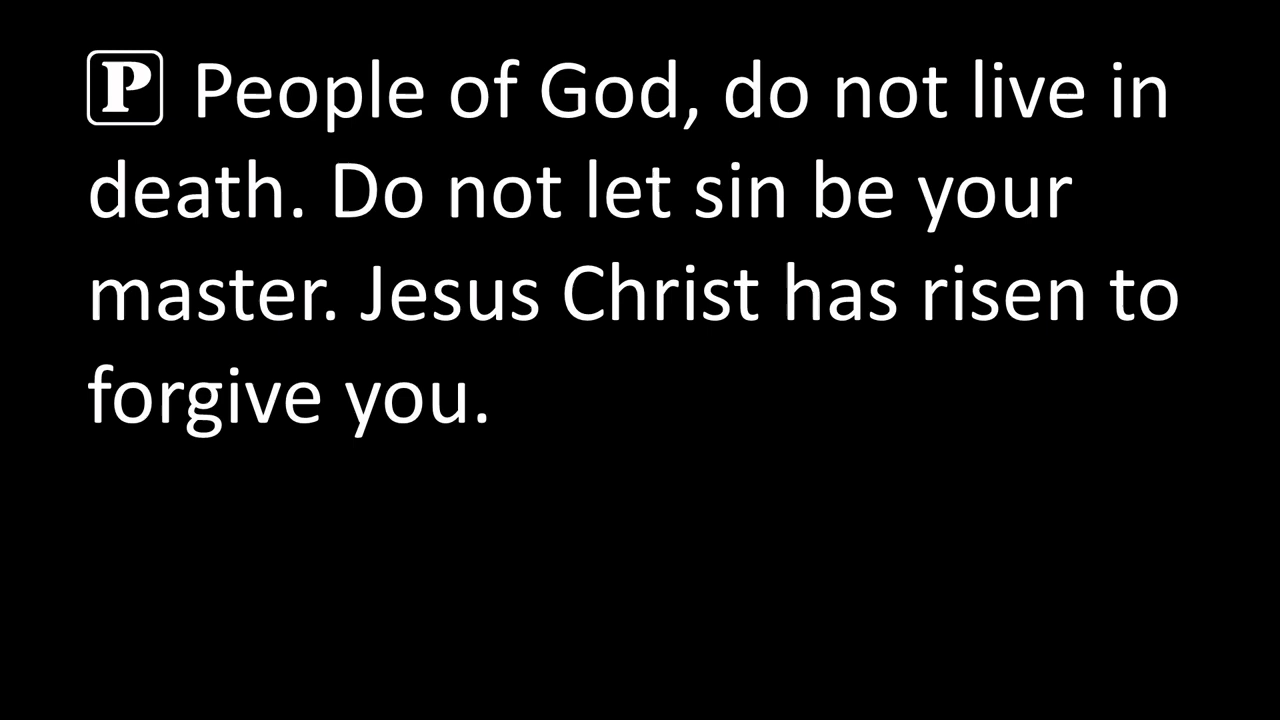 P People of God, do not live in
death. Do not let sin be your
master. Jesus Christ has risen to
forgive you.